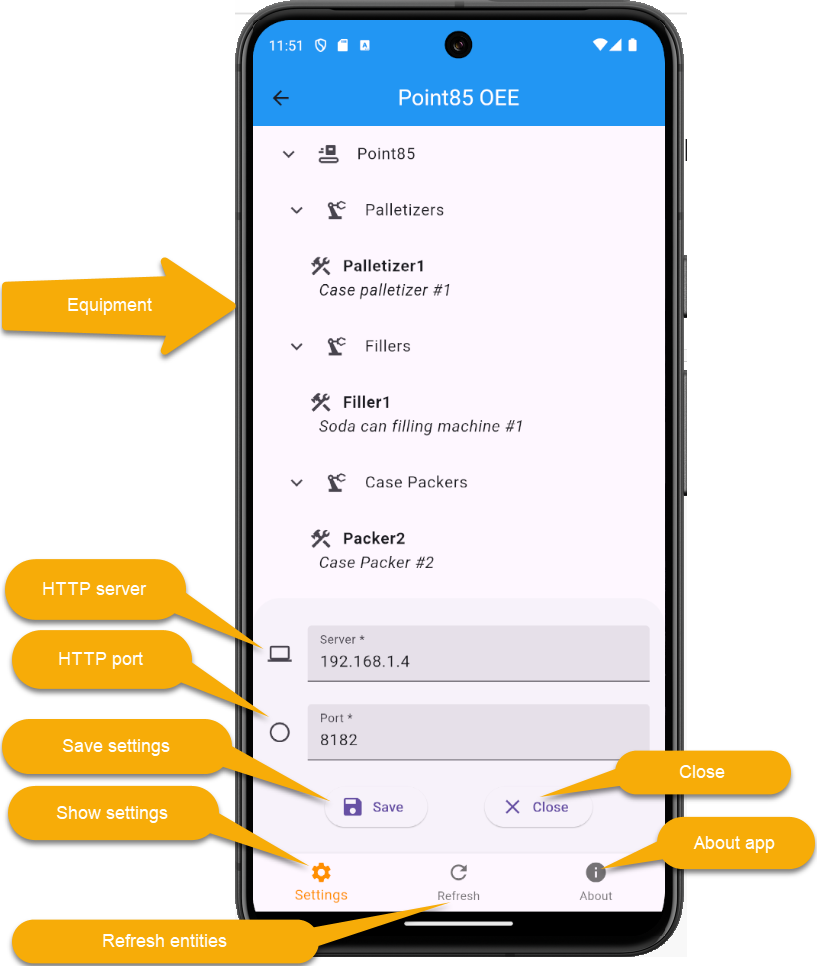 11:51
Point85 OEE
Point85
Palletizers
Palletizer1
Case palletizer #1
Equipment
Fillers
Filler1
Soda can filling machine #1
Case Packers
Packer2
Case Packer #2
HTTP server
Server *
192.168.1.4
HTTP port
Port *
8182
Save settings
Close
Save
Close
Show settings
About app
Settings
Refresh
About
Refresh entities